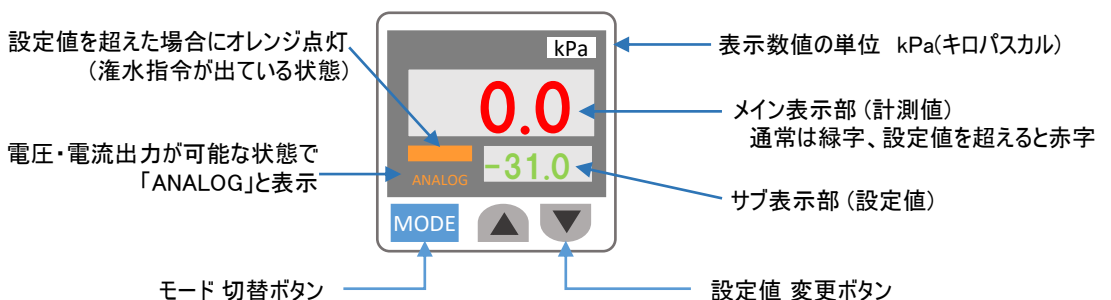 設定値を超えた場合にオレンジ点灯
(潅水指令が出ている状態)
電圧・電流出力が可能な状態で
「ANALOG」と表示
kPa
0.0
-31.0
ANALOG
MODE
表示数値の単位 kPa(キロパスカル)
メイン表示部 (計測値)
通常は緑字、設定値を超えると赤字
サブ表示部 (設定値)
モード 切替ボタン
設定値 変更ボタン